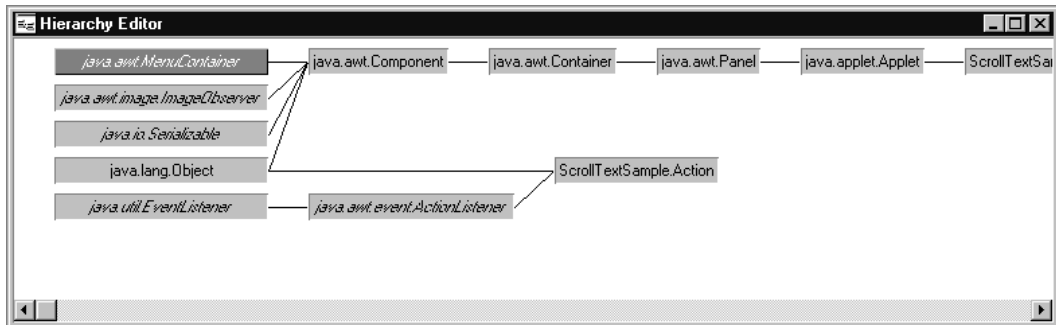 Hierarchy Editor
java.awt.MenuContainer java.awt.Component java.awt.Container java.awt.Panel java.applet.Applet ScrollTextSa
java.awt.image.ImageObserver
java.io.Serializable
java.lang.Object ScrollTextSample.Action
java.util.EventListener java.awt.event.ActionListener